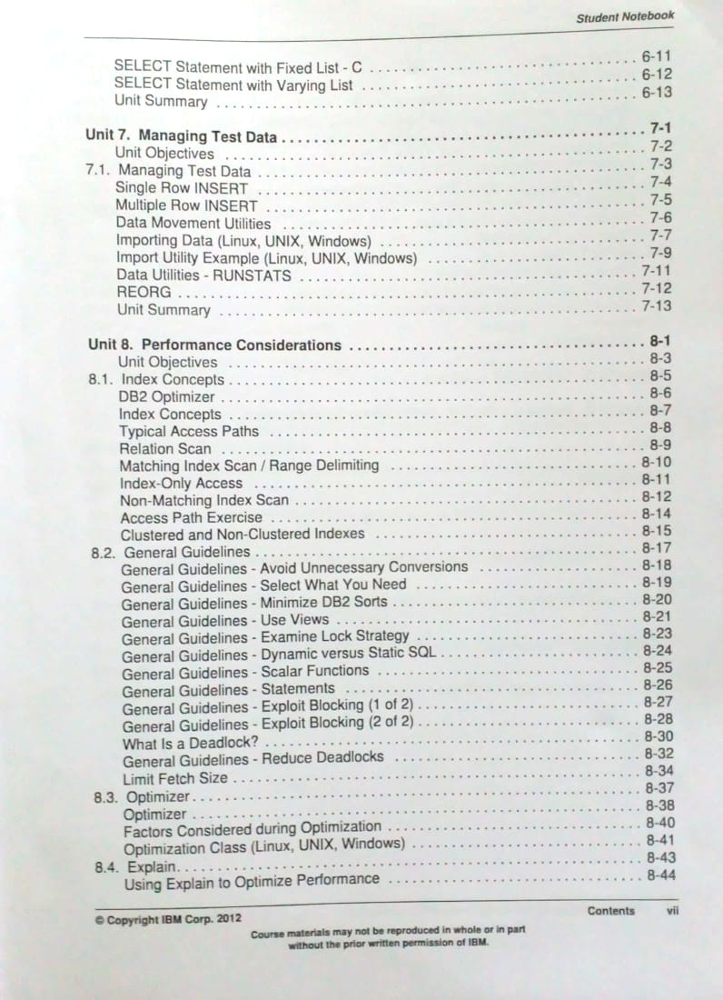 Student Notebook
SELECT Statement with Fixed List - C . . . . . . . . . . . . . . . . . . . . . . . . . . . . . . . . . . . 6-11
SELECT Statement with Varying List . . . . . . . . . . . . . . . . . . . . . . . . . . . . . . . . . . . 6-12
Unit Summary . . . . . . . . . . . . . . . . . . . . . . . . . . . . . . . . . . . 6-13
Unit 7. Managing Test Data . . . . . . . . . . . . . . . . . . . . . . . . . . . . . . . . . . . 7-1
Unit Objectives . . . . . . . . . . . . . . . . . . . . . . . . . . . . . . . . . . . 7-2
7.1. Managing Test Data . . . . . . . . . . . . . . . . . . . . . . . . . . . . . . . . . . . 7-3
Single Row INSERT . . . . . . . . . . . . . . . . . . . . . . . . . . . . . . . . . . . 7-4
Multiple Row INSERT . . . . . . . . . . . . . . . . . . . . . . . . . . . . . . . . . . . 7-5
Data Movement Utilities . . . . . . . . . . . . . . . . . . . . . . . . . . . . . . . . . . . 7-6
Importing Data (Linux, UNIX, Windows) . . . . . . . . . . . . . . . . . . . . . . . . . . . . . . 7-7
Import Utility Example (Linux, UNIX, Windows) . . . . . . . . . . . . . . . . . . . . . . . . . 7-9
Data Utilities - RUNSTATS . . . . . . . . . . . . . . . . . . . . . . . . . . . . . . . . . . . 7-11
REORG . . . . . . . . . . . . . . . . . . . . . . . . . . . . . . . . . . . 7-12
Unit Summary . . . . . . . . . . . . . . . . . . . . . . . . . . . . . . . . . . . 7-13
Unit 8. Performance Considerations . . . . . . . . . . . . . . . . . . . . . . . . . . . . . . . . . . . 8-1
Unit Objectives . . . . . . . . . . . . . . . . . . . . . . . . . . . . . . . . . . . 8-3
8.1. Index Concepts . . . . . . . . . . . . . . . . . . . . . . . . . . . . . . . . . . . 8-5
DB2 Optimizer . . . . . . . . . . . . . . . . . . . . . . . . . . . . . . . . . . . 8-6
Index Concepts . . . . . . . . . . . . . . . . . . . . . . . . . . . . . . . . . . . 8-7
Typical Access Paths . . . . . . . . . . . . . . . . . . . . . . . . . . . . . . . . . . . 8-8
Relation Scan . . . . . . . . . . . . . . . . . . . . . . . . . . . . . . . . . . . 8-9
Matching Index Scan / Range Delimiting . . . . . . . . . . . . . . . . . . . . . . . . . . . . 8-10
Index-Only Access . . . . . . . . . . . . . . . . . . . . . . . . . . . . . . . . . . . 8-11
Non-Matching Index Scan . . . . . . . . . . . . . . . . . . . . . . . . . . . . . . . . . . . 8-12
Access Path Exercise . . . . . . . . . . . . . . . . . . . . . . . . . . . . . . . . . . . 8-14
Clustered and Non-Clustered Indexes . . . . . . . . . . . . . . . . . . . . . . . . . . . . . 8-15
8.2. General Guidelines . . . . . . . . . . . . . . . . . . . . . . . . . . . . . . . . . . . 8-17
General Guidelines - Avoid Unnecessary Conversions . . . . . . . . . . . . . . . . . . 8-18
General Guidelines - Select What You Need . . . . . . . . . . . . . . . . . . . . . . . . . 8-19
General Guidelines - Minimize DB2 Sorts . . . . . . . . . . . . . . . . . . . . . . . . . . . 8-20
General Guidelines - Use Views . . . . . . . . . . . . . . . . . . . . . . . . . . . . . . . . . 8-21
General Guidelines - Examine Lock Strategy . . . . . . . . . . . . . . . . . . . . . . . . . 8-23
General Guidelines - Dynamic versus Static SQL . . . . . . . . . . . . . . . . . . . . . . 8-24
General Guidelines - Scalar Functions . . . . . . . . . . . . . . . . . . . . . . . . . . . . . 8-25
General Guidelines - Statements . . . . . . . . . . . . . . . . . . . . . . . . . . . . . . . . 8-26
General Guidelines - Exploit Blocking (1 of 2) . . . . . . . . . . . . . . . . . . . . . . . . . 8-27
General Guidelines - Exploit Blocking (2 of 2) . . . . . . . . . . . . . . . . . . . . . . . . . 8-28
What Is a Deadlock? . . . . . . . . . . . . . . . . . . . . . . . . . . . . . . . . . . . 8-30
General Guidelines - Reduce Deadlocks . . . . . . . . . . . . . . . . . . . . . . . . . . . 8-32
Limit Fetch Size . . . . . . . . . . . . . . . . . . . . . . . . . . . . . . . . . . . 8-34
8.3. Optimizer . . . . . . . . . . . . . . . . . . . . . . . . . . . . . . . . . . . 8-37
Optimizer . . . . . . . . . . . . . . . . . . . . . . . . . . . . . . . . . . . 8-38
Factors Considered during Optimization . . . . . . . . . . . . . . . . . . . . . . . . . . . 8-40
Optimization Class (Linux, UNIX, Windows) . . . . . . . . . . . . . . . . . . . . . . . . . 8-41
8.4. Explain . . . . . . . . . . . . . . . . . . . . . . . . . . . . . . . . . . . 8-43
Using Explain to Optimize Performance . . . . . . . . . . . . . . . . . . . . . . . . . . . 8-44
© Copyright IBM Corp. 2012 Contents vii
Course materials may not be reproduced in whole or in part
without the prior written permission of IBM.